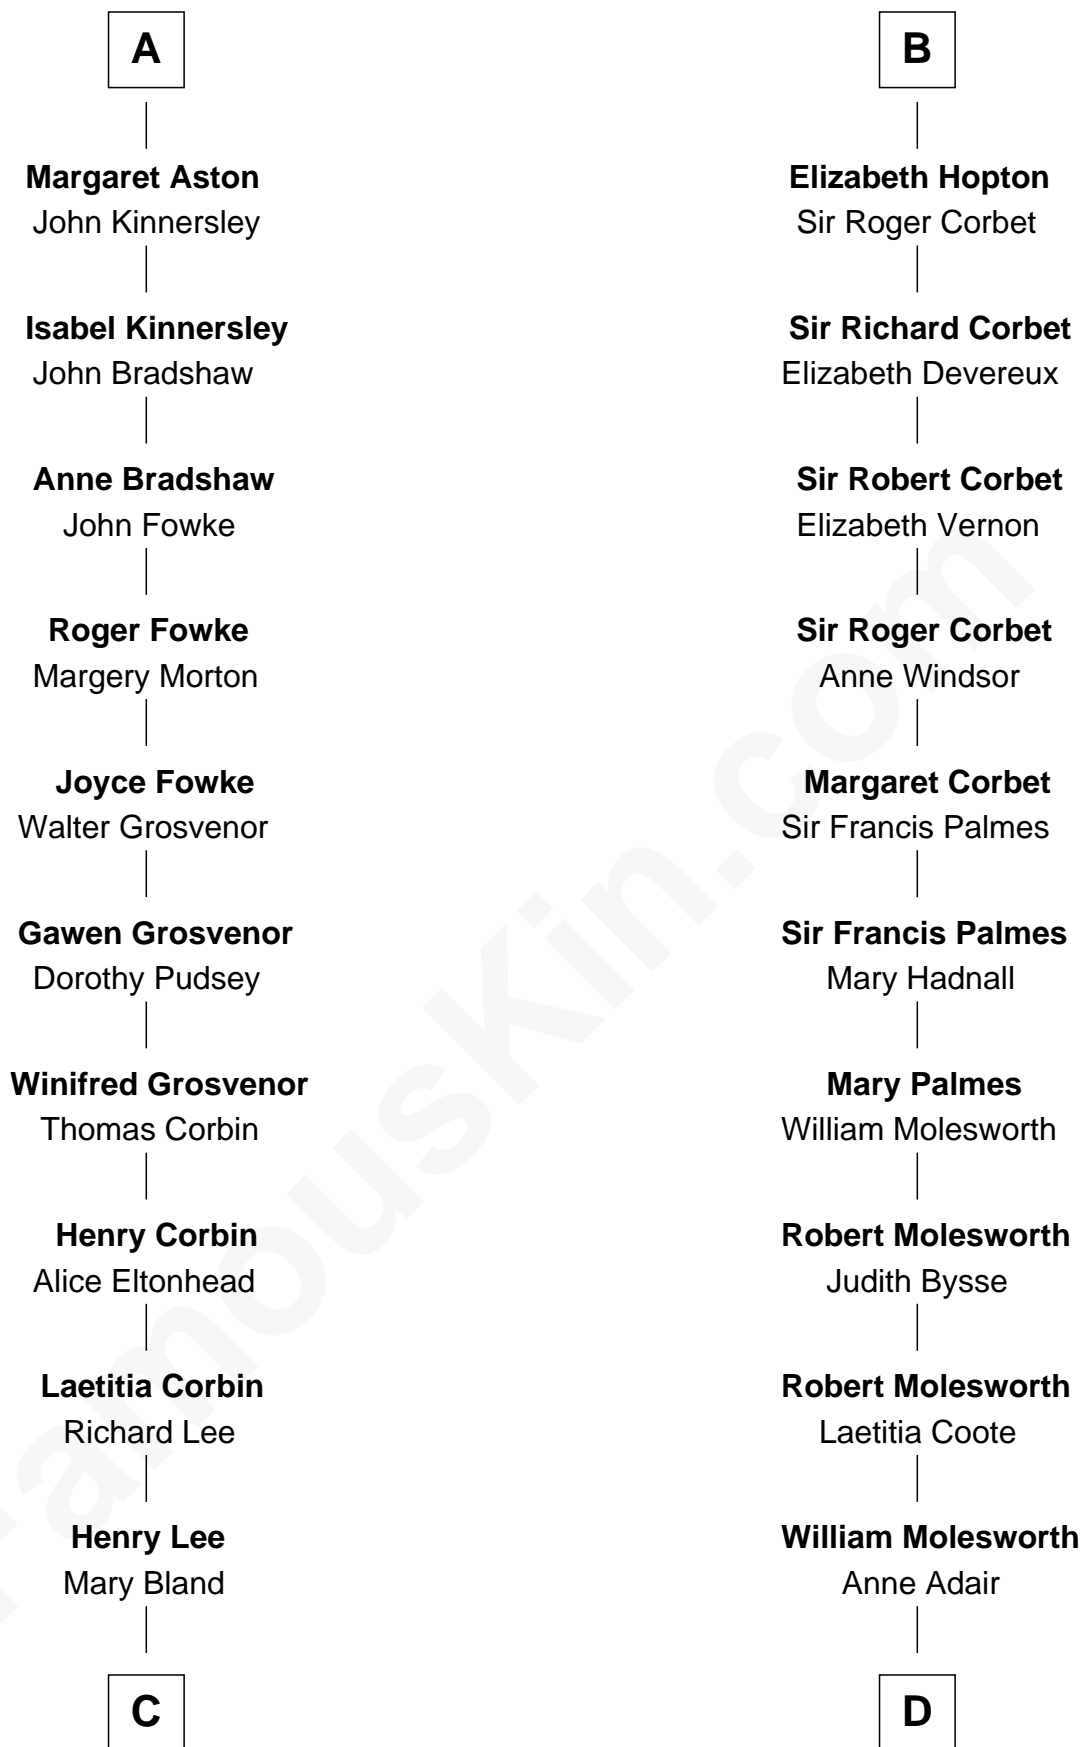 A
Margaret Aston
John Kinnersley
Isabel Kinnersley
John Bradshaw
Anne Bradshaw
John Fowke
Roger Fowke
Margery Morton
Joyce Fowke
Walter Grosvenor
Gawen Grosvenor
Dorothy Pudsey
Winifred Grosvenor
Thomas Corbin
Henry Corbin
Alice Eltonhead
Laetitia Corbin
Richard Lee
Henry Lee
Mary Bland
C
B
Elizabeth Hopton
Sir Roger Corbet
Sir Richard Corbet
Elizabeth Devereux
Sir Robert Corbet
Elizabeth Vernon
Sir Roger Corbet
Anne Windsor
Margaret Corbet
Sir Francis Palmes
Sir Francis Palmes
Mary Hadnall
Mary Palmes
William Molesworth
Robert Molesworth
Judith Bysse
Robert Molesworth
Laetitia Coote
William Molesworth
Anne Adair
D
FamousKin.com